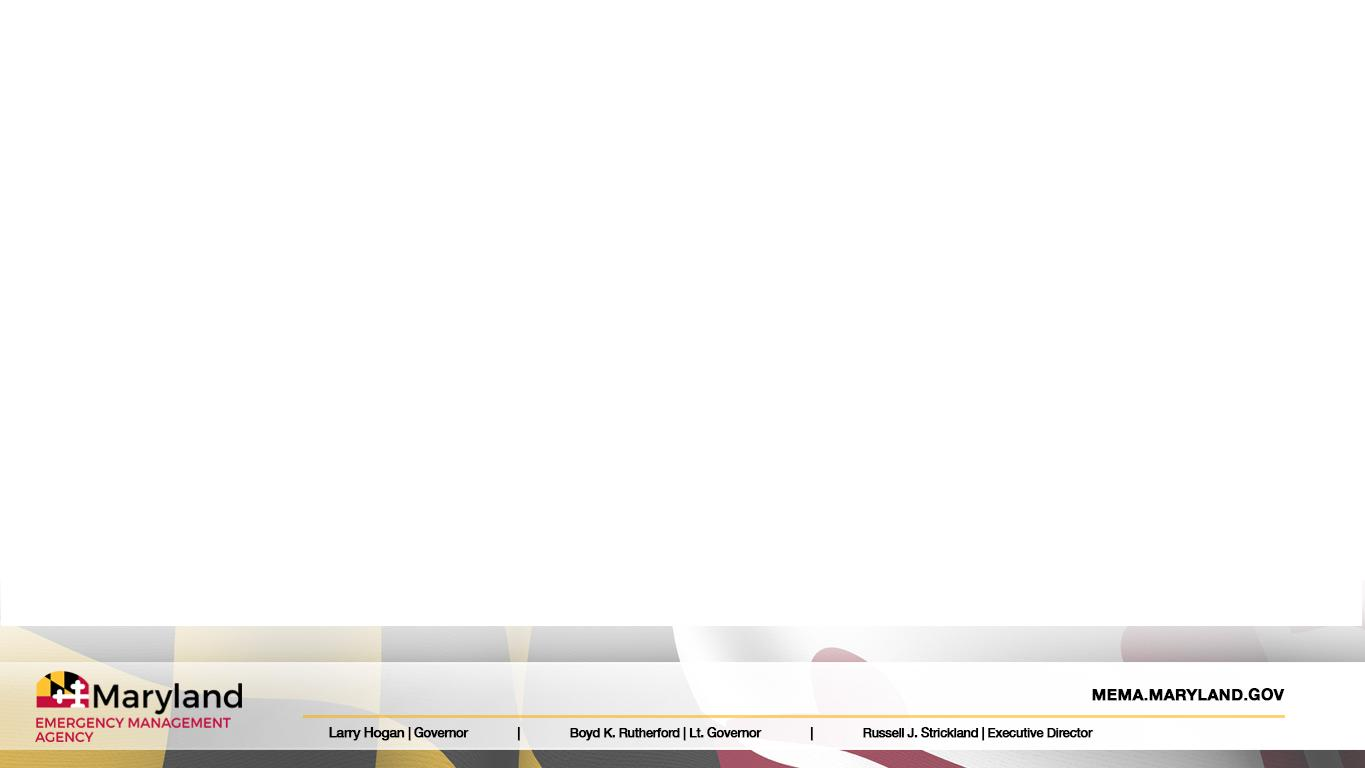 Maryland
EMERGENCY MANAGEMENT
AGENCY
MEMA.MARYLAND.GOV
Larry Hogan | Governor | Boyd K. Rutherford | Lt. Governor | Russell J. Strickland | Executive Director